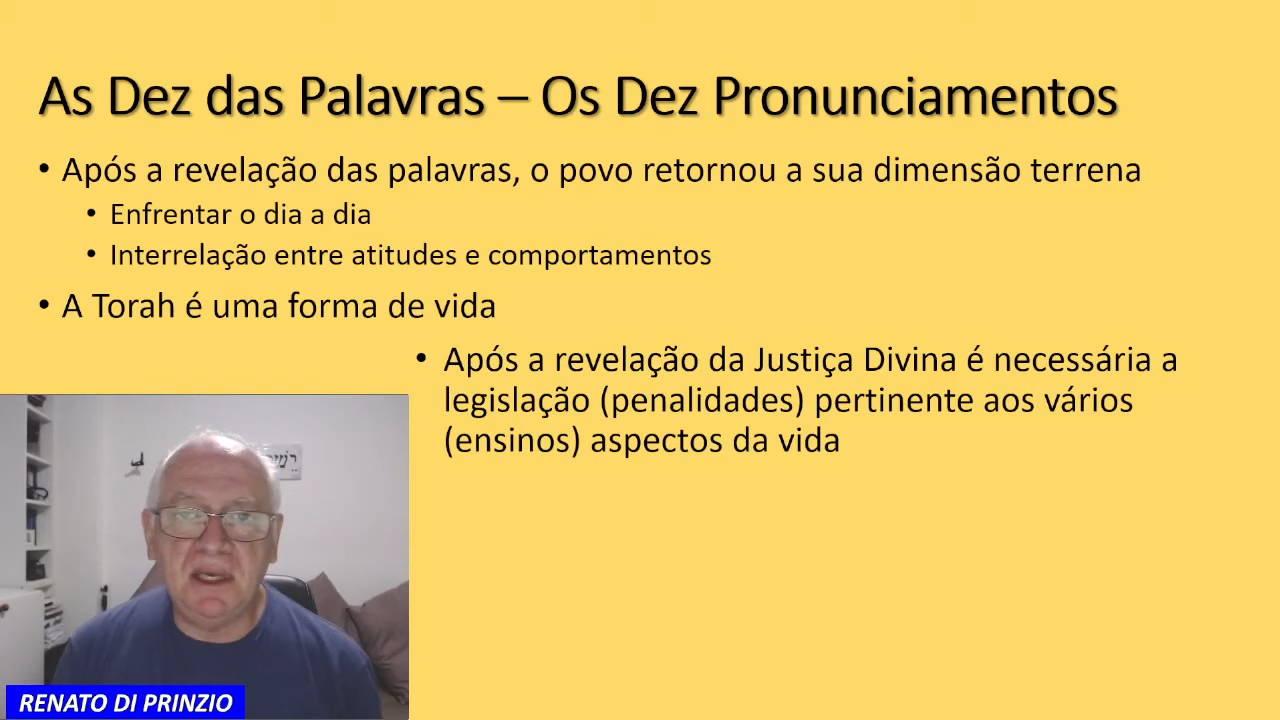 As Dez das Palavras – Os Dez Pronunciamentos
• Após a revelação das palavras, o povo retornou a sua dimensão terrena
• Enfrentar o dia a dia
• Interrelação entre atitudes e comportamentos
• A Torah é uma forma de vida
• Após a revelação da Justiça Divina é necessária a
legislação (penalidades) pertinente aos vários
(ensinos) aspectos da vida
RENATO DI PRINZIO